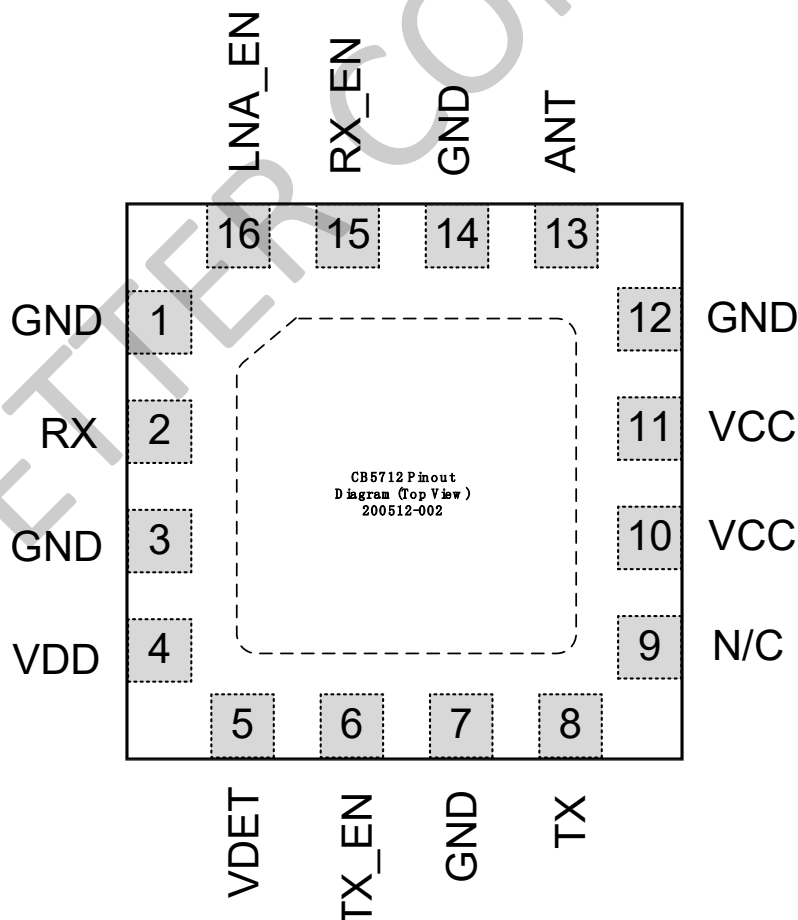 LNA_EN
RX_EN
GND
ANT
16
15
14
13
GND 1
12 GND
RX 2
11 VCC
CB5712 Pinout
Diagram (Top View)
200512-002
GND 3
10 VCC
VDD 4
9 N/C
5
6
7
8
VDET
TX_EN
GND
TX
ETTER CO